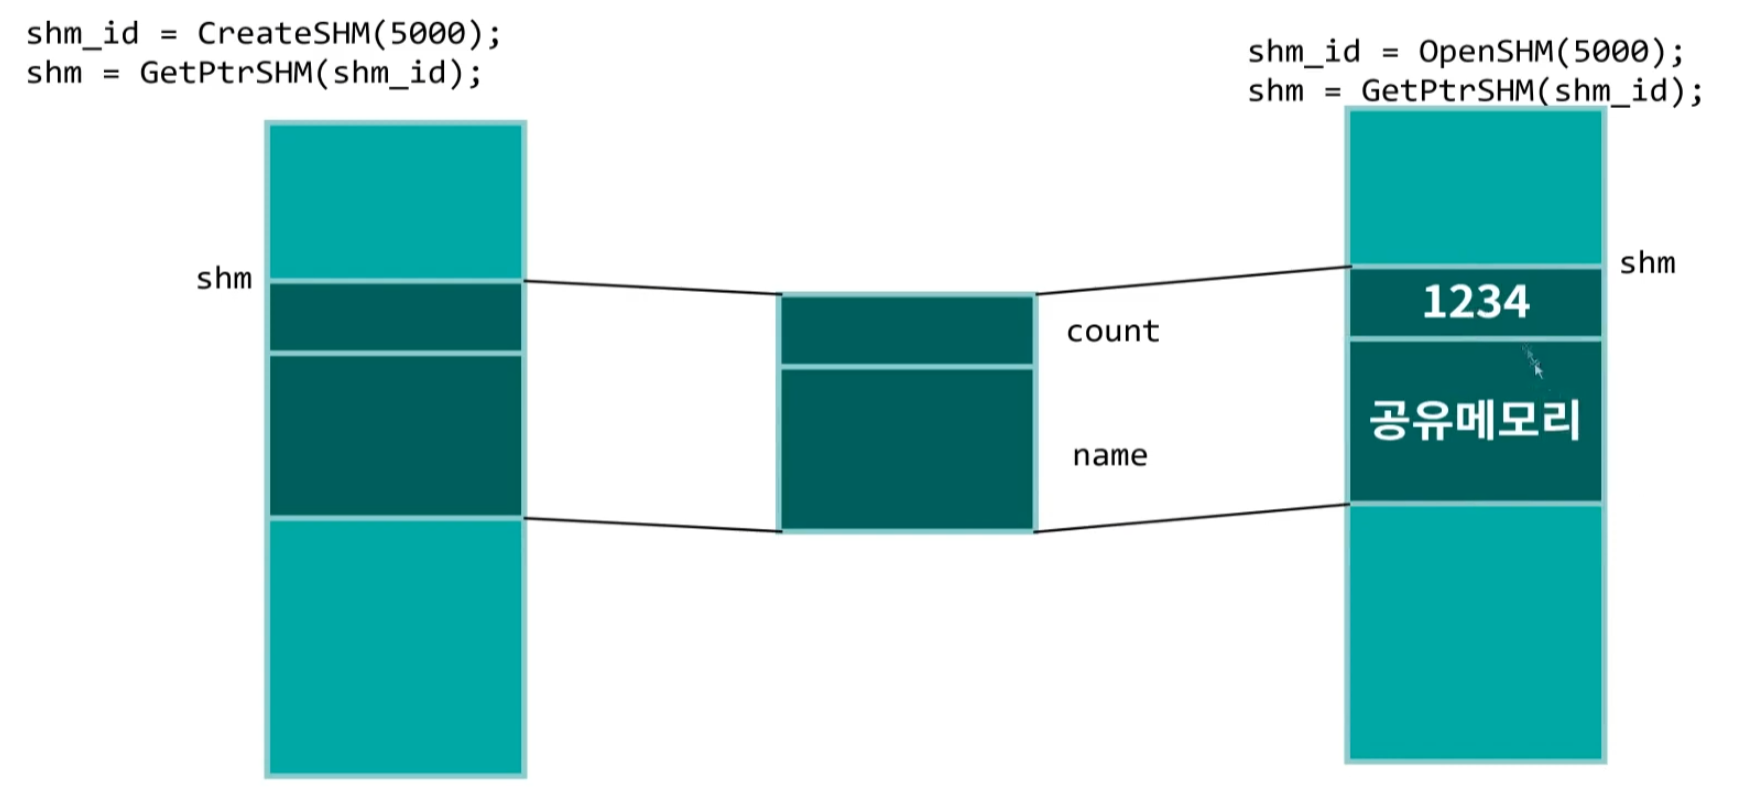 shm_id = CreateSHM(5000);
shm = GetPtrSHM(shm_id);
shm_id = OpenSHM(5000);
shm = GetPtrSHM(shm_id);
shm
shm
1234
count
공유메모리
name